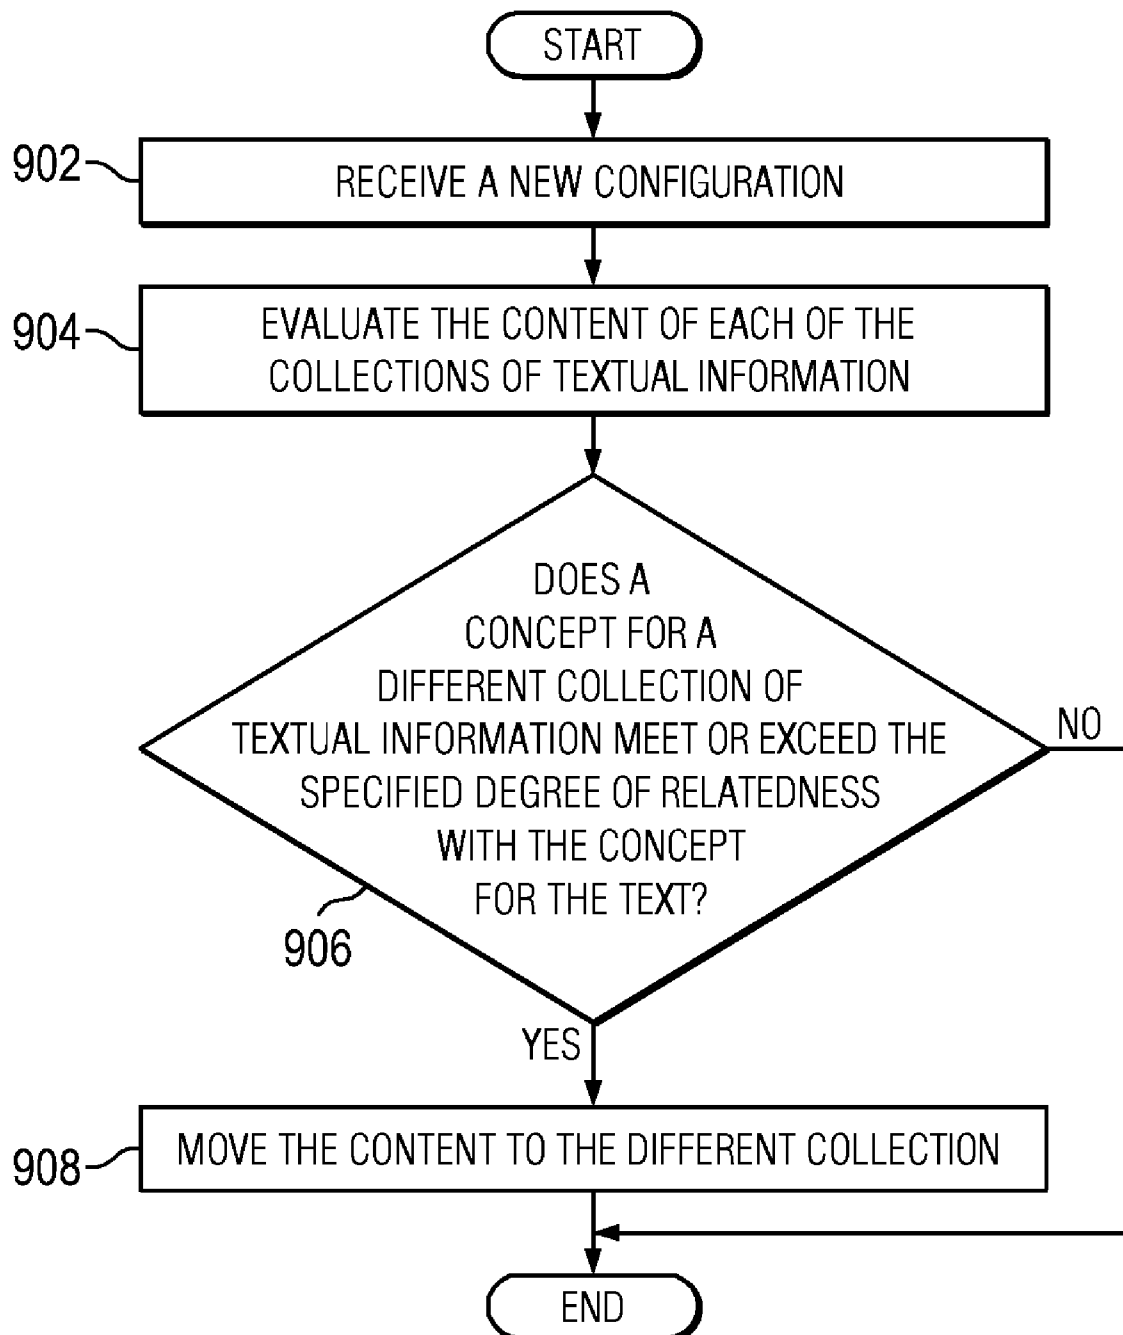 START
902
RECEIVE A NEW CONFIGURATION
904
EVALUATE THE CONTENT OF EACH OF THE
COLLECTIONS OF TEXTUAL INFORMATION
DOES A
CONCEPT FOR A
DIFFERENT COLLECTION OF
TEXTUAL INFORMATION MEET OR EXCEED THE
SPECIFIED DEGREE OF RELATEDNESS
WITH THE CONCEPT
FOR THE TEXT?
NO
906
YES
908
MOVE THE CONTENT TO THE DIFFERENT COLLECTION
END